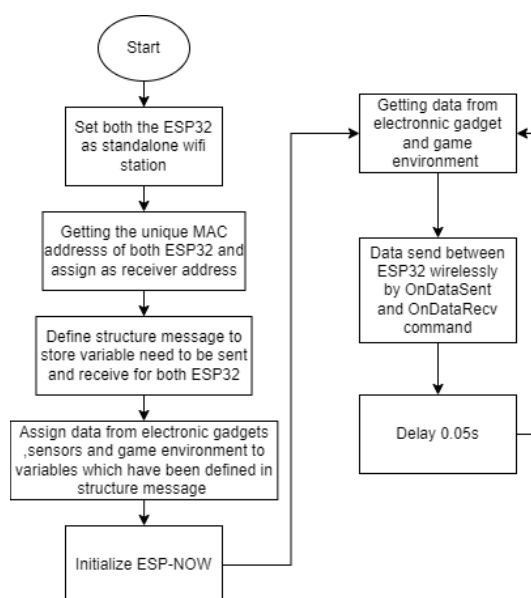 Start
Set both the ESP32
as standalone wifi
station
Getting the unique MAC
addresss of both ESP32 and
assign as receiver address
Define structure message to
store variable need to be sent
and receive for both ESP32
Assign data from electronic gadgets
,sensors and game environment to
variables which have been defined in
structure message
Initialize ESP-NOW
Getting data from
electronnic gadget
and game
environment
Data send between
ESP32 wirelessly
by OnDataSent
and OnDataRecv
command
Delay 0.05s